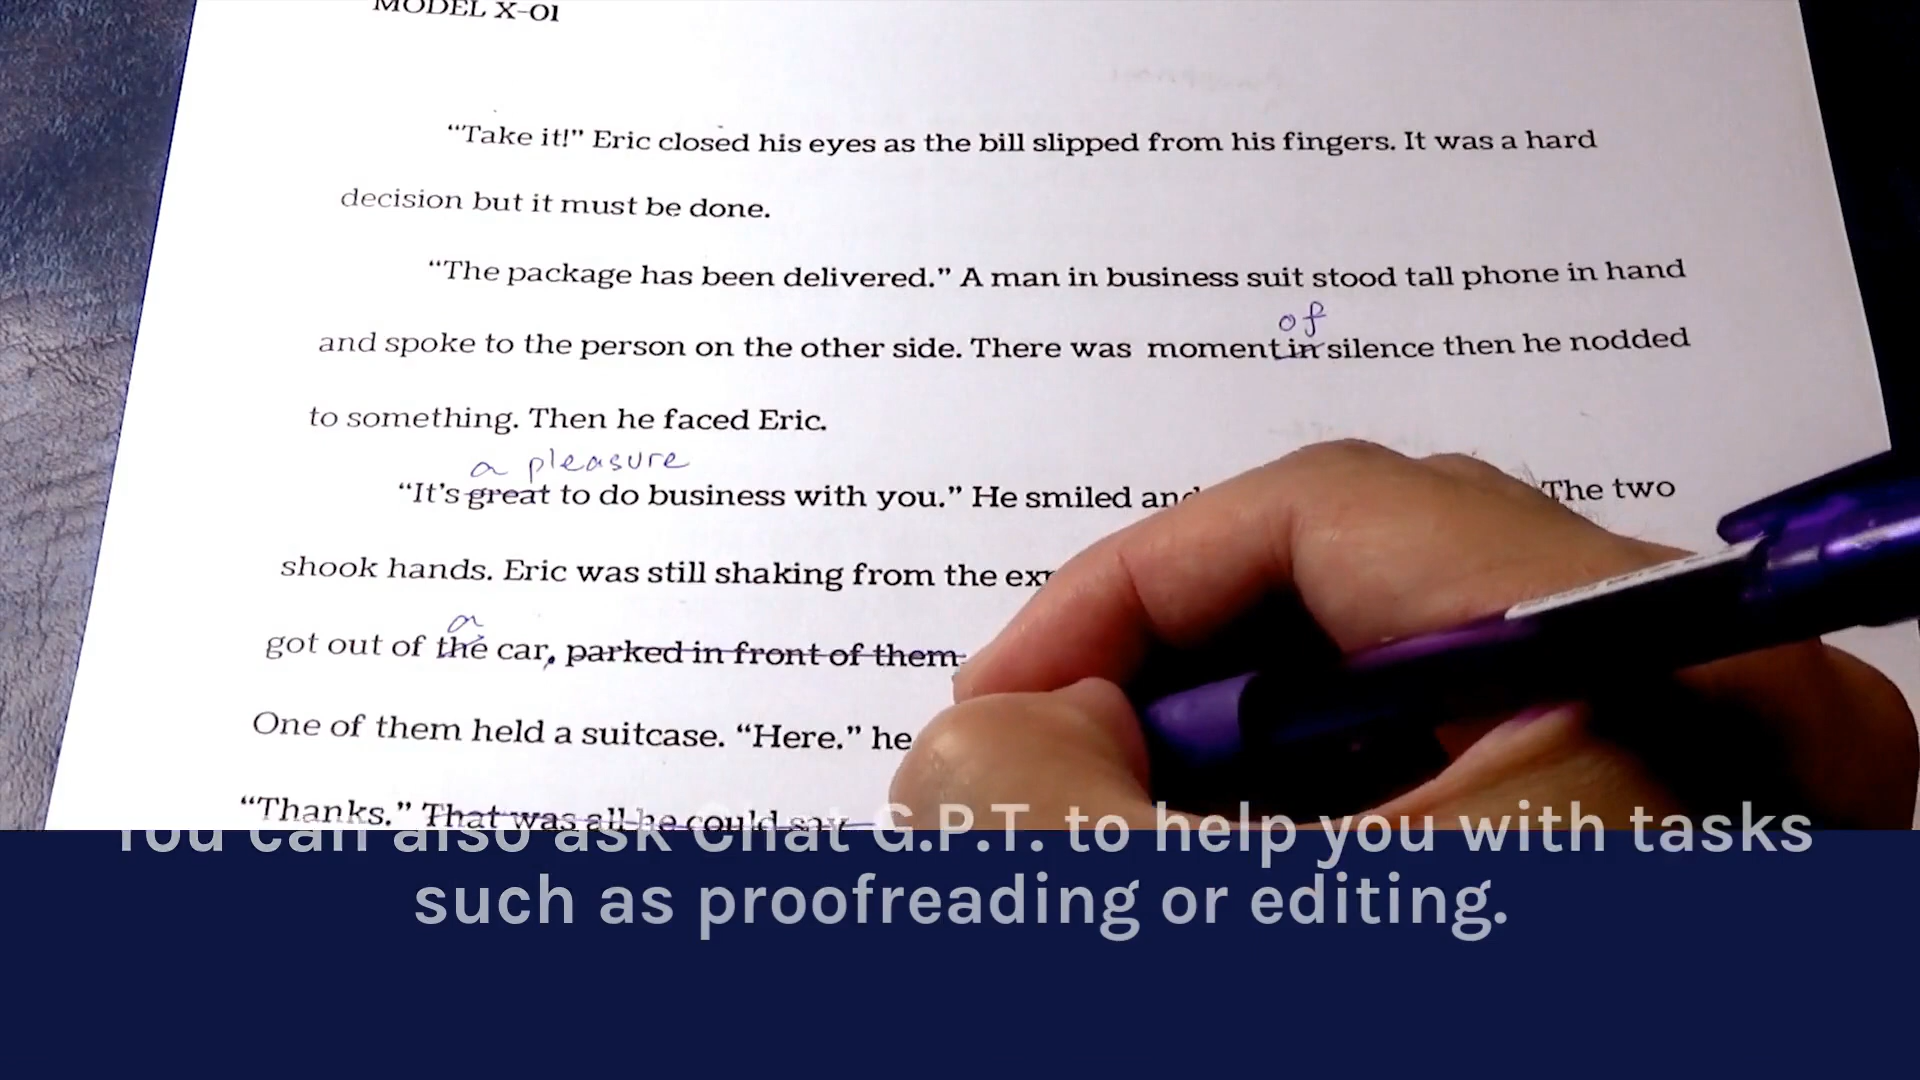 MODEL X-01
“Take it!” Eric closed his eyes as the bill slipped from his fingers. It was a hard
decision but it must be done.
“The package has been delivered.” A man in business suit stood tall phone in hand
of
and spoke to the person on the other side. There was moment in silence then he nodded
to something. Then he faced Eric.
a pleasure
“It’s great to do business with you.” He smiled and The two
shook hands. Eric was still shaking from the
a
got out of the car, parked in front of them
One of them held a suitcase. “Here.” he
“Thanks.” That was all he could say
You can also ask Chat G.P.T. to help you with tasks
such as proofreading or editing.